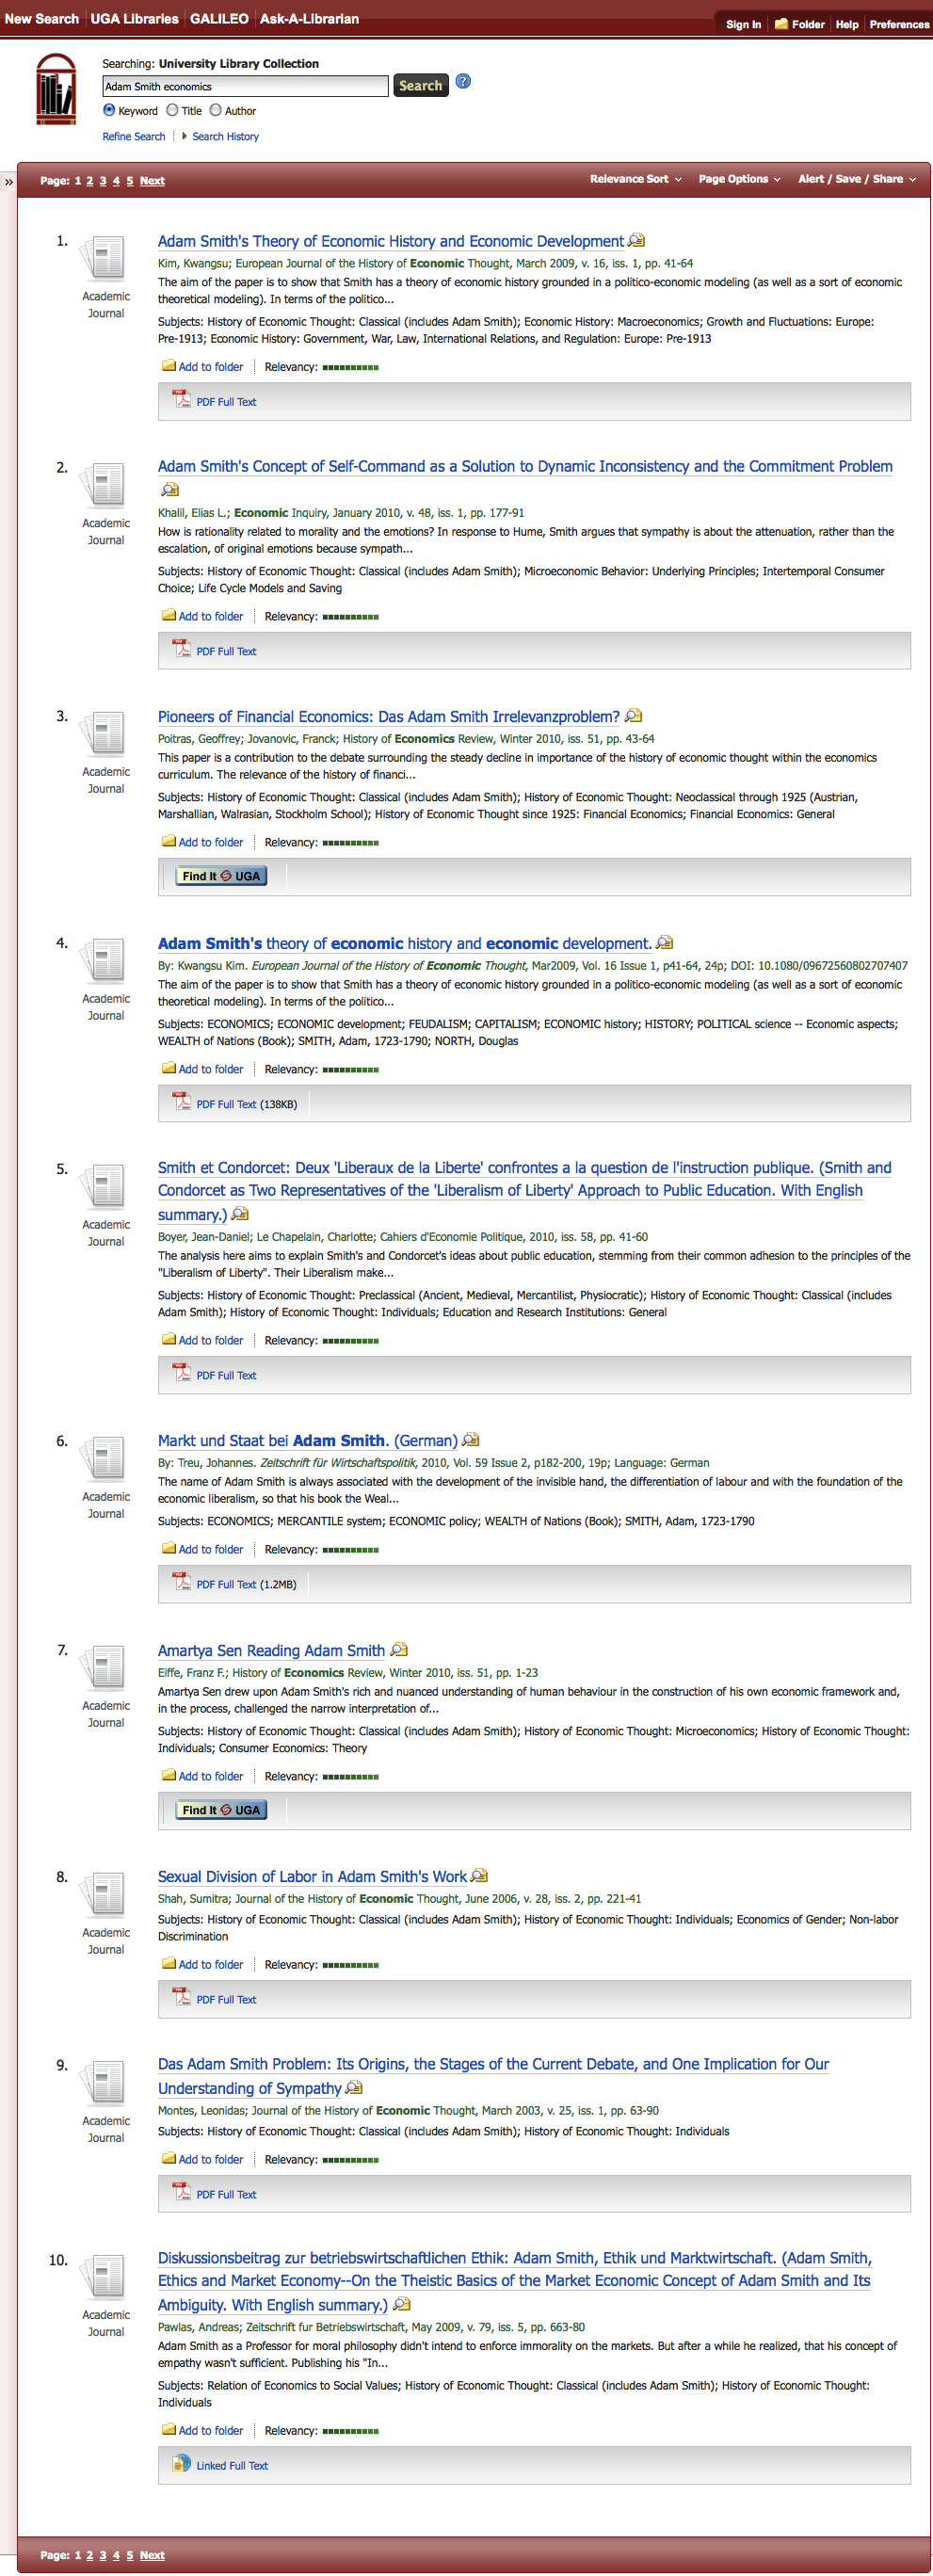 New Search UGA Libraries GALILEO Ask-A-Librarian
Sign In Folder Help Preferences
Searching: University Library Collection
Adam Smith economics Search ?
Keyword Title Author
Refine Search Search History
» Page: 1 2 3 4 5 Next Relevance Sort Page Options Alert / Save / Share
1. Adam Smith's Theory of Economic History and Economic Development
Academic
Journal
Kim, Kwangsu; European Journal of the History of Economic Thought, March 2009, v. 16, iss. 1, pp. 41-64
The aim of the paper is to show that Smith has a theory of economic history grounded in a politico-economic modeling (as well as a sort of economic
theoretical modeling). In terms of the politico...
Subjects: History of Economic Thought: Classical (includes Adam Smith); Economic History: Macroeconomics; Growth and Fluctuations: Europe:
Pre-1913; Economic History: Government, War, Law, International Relations, and Regulation: Europe: Pre-1913
Add to folder Relevancy:
PDF Full Text
2. Adam Smith's Concept of Self-Command as a Solution to Dynamic Inconsistency and the Commitment Problem
Academic
Journal
Khalil, Elias L.; Economic Inquiry, January 2010, v. 48, iss. 1, pp. 177-91
How is rationality related to morality and the emotions? In response to Hume, Smith argues that sympathy is about the attenuation, rather than the
escalation, of original emotions because sympath...
Subjects: History of Economic Thought: Classical (includes Adam Smith); Microeconomic Behavior: Underlying Principles; Intertemporal Consumer
Choice; Life Cycle Models and Saving
Add to folder Relevancy:
PDF Full Text
3. Pioneers of Financial Economics: Das Adam Smith Irrelevanzproblem?
Academic
Journal
Poitras, Geoffrey; Jovanovic, Franck; History of Economics Review, Winter 2010, iss. 51, pp. 43-64
This paper is a contribution to the debate surrounding the steady decline in importance of the history of economic thought within the economics
curriculum. The relevance of the history of financi...
Subjects: History of Economic Thought: Classical (includes Adam Smith); History of Economic Thought: Neoclassical through 1925 (Austrian,
Marshallian, Walrasian, Stockholm School); History of Economic Thought since 1925: Financial Economics; Financial Economics: General
Add to folder Relevancy:
Find It UGA
4. Adam Smith's theory of economic history and economic development.
Academic
Journal
By: Kwangsu Kim. European Journal of the History of Economic Thought, Mar2009, Vol. 16 Issue 1, p41-64, 24p; DOI: 10.1080/09672560802707407
The aim of the paper is to show that Smith has a theory of economic history grounded in a politico-economic modeling (as well as a sort of economic
theoretical modeling). In terms of the politico...
Subjects: ECONOMICS; ECONOMIC development; FEUDALISM; CAPITALISM; ECONOMIC history; HISTORY; POLITICAL science -- Economic aspects;
WEALTH of Nations (Book); SMITH, Adam, 1723-1790; NORTH, Douglas
Add to folder Relevancy:
PDF Full Text (138KB)
5. Smith et Condorcet: Deux 'Liberaux de la Liberte' confrontes a la question de l'instruction publique. (Smith and
Condorcet as Two Representatives of the 'Liberalism of Liberty' Approach to Public Education. With English
summary.)
Academic
Journal
Boyer, Jean-Daniel; Le Chapelain, Charlotte; Cahiers d'Economie Politique, 2010, iss. 58, pp. 41-60
The analysis here aims to explain Smith's and Condorcet's ideas about public education, stemming from their common adhesion to the principles of the
"Liberalism of Liberty". Their Liberalism make...
Subjects: History of Economic Thought: Preclassical (Ancient, Medieval, Mercantilist, Physiocratic); History of Economic Thought: Classical (includes
Adam Smith); History of Economic Thought: Individuals; Education and Research Institutions: General
Add to folder Relevancy:
PDF Full Text
6. Markt und Staat bei Adam Smith. (German)
Academic
Journal
By: Treu, Johannes. Zeitschrift für Wirtschaftspolitik, 2010, Vol. 59 Issue 2, p182-200, 19p; Language: German
The name of Adam Smith is always associated with the development of the invisible hand, the differentiation of labour and with the foundation of the
economic liberalism, so that his book the Weal...
Subjects: ECONOMICS; MERCANTILE system; ECONOMIC policy; WEALTH of Nations (Book); SMITH, Adam, 1723-1790
Add to folder Relevancy:
PDF Full Text (1.2MB)
7. Amartya Sen Reading Adam Smith
Academic
Journal
Eiffe, Franz F.; History of Economics Review, Winter 2010, iss. 51, pp. 1-23
Amartya Sen drew upon Adam Smith's rich and nuanced understanding of human behaviour in the construction of his own economic framework and,
in the process, challenged the narrow interpretation of...
Subjects: History of Economic Thought: Classical (includes Adam Smith); History of Economic Thought: Microeconomics; History of Economic Thought:
Individuals; Consumer Economics: Theory
Add to folder Relevancy:
Find It UGA
8. Sexual Division of Labor in Adam Smith's Work
Academic
Journal
Shah, Sumitra; Journal of the History of Economic Thought, June 2006, v. 28, iss. 2, pp. 221-41
Subjects: History of Economic Thought: Classical (includes Adam Smith); History of Economic Thought: Individuals; Economics of Gender; Non-labor
Discrimination
Add to folder Relevancy:
PDF Full Text
9. Das Adam Smith Problem: Its Origins, the Stages of the Current Debate, and One Implication for Our
Understanding of Sympathy
Academic
Journal
Montes, Leonidas; Journal of the History of Economic Thought, March 2003, v. 25, iss. 1, pp. 63-90
Subjects: History of Economic Thought: Classical (includes Adam Smith); History of Economic Thought: Individuals
Add to folder Relevancy:
PDF Full Text
10. Diskussionsbeitrag zur betriebswirtschaftlichen Ethik: Adam Smith, Ethik und Marktwirtschaft. (Adam Smith,
Ethics and Market Economy--On the Theistic Basics of the Market Economic Concept of Adam Smith and Its
Ambiguity. With English summary.)
Academic
Journal
Pawlas, Andreas; Zeitschrift fur Betriebswirtschaft, May 2009, v. 79, iss. 5, pp. 663-80
Adam Smith as a Professor for moral philosophy didn't intend to enforce immorality on the markets. But after a while he realized, that his concept of
empathy wasn't sufficient. Publishing his "In...
Subjects: Relation of Economics to Social Values; History of Economic Thought: Classical (includes Adam Smith); History of Economic Thought:
Individuals
Add to folder Relevancy:
Linked Full Text
Page: 1 2 3 4 5 Next